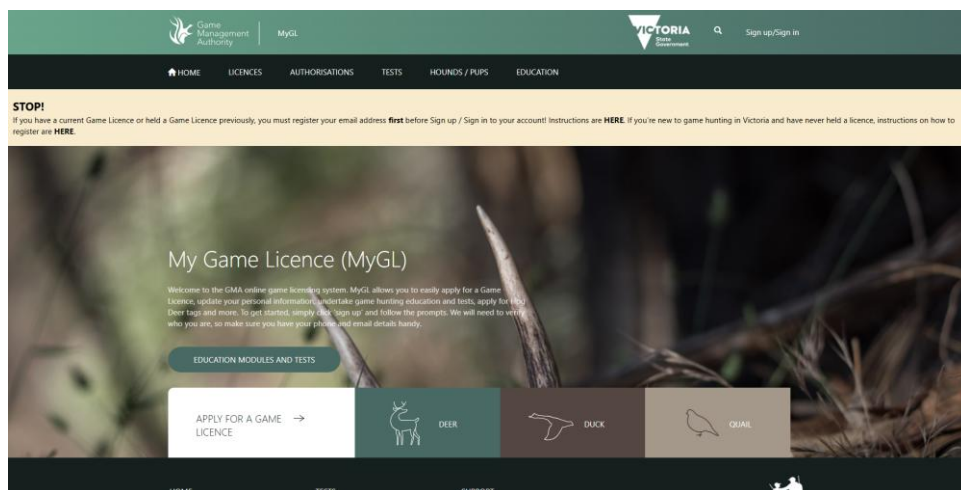 Game
Management
Authority
MyGL
VICTORIA
State
Government
Sign up/Sign in
HOME
LICENCES
AUTHORISATIONS
TESTS
HOUNDS / PUPS
EDUCATION
STOP!
If you have a current Game Licence or held a Game Licence previously, you must register your email address first before Sign up / Sign in to your account! Instructions are HERE. If you're new to game hunting in Victoria and have never held a licence, instructions on how to
register are HERE.
My Game Licence (MyGL)
Welcome to the GMA online game licensing system. MyGL allows you to easily apply for a Game
Licence, update your personal information, undertake game hunting education and tests, apply for Hog
Deer tags and more. To get started, simply click 'sign up' and follow the prompts. We will need to verify
who you are, so make sure you have your phone and email details handy.
EDUCATION MODULES AND TESTS
APPLY FOR A GAME →
LICENCE
DEER
DUCK
QUAIL
HOME
TESTS
SUPPORT